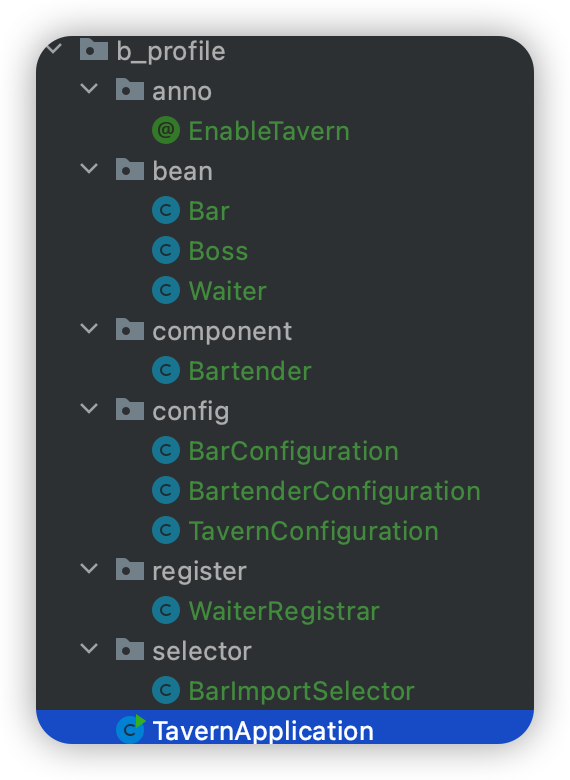 b_profile
anno
EnableTavern
bean
Bar
Boss
Waiter
component
Bartender
config
BarConfiguration
BartenderConfiguration
TavernConfiguration
register
WaiterRegistrar
selector
BarImportSelector
TavernApplication